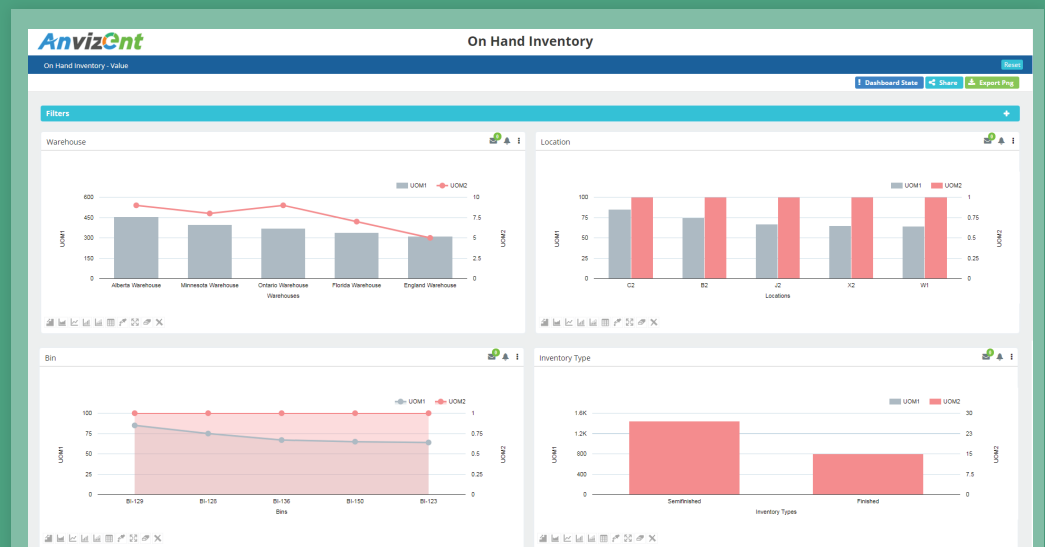 Anvizent
On Hand Inventory
On Hand Inventory - Value
Reset
Dashboard Stats
Share
Export Png
Filters
Warehouse
0
UOM1
UOM2
600
450
300
150
0
10
7.5
5
2.5
0
UOM1
UOM2
Alberta Warehouse
Minnesota Warehouse
Ontario Warehouse
Florida Warehouse
England Warehouse
Warehouses
Location
0
UOM1
UOM2
100
75
50
25
0
1
0.75
0.5
0.25
0
UOM1
UOM2
C2
B2
J2
X2
W1
Locations
Bin
0
UOM1
UOM2
100
75
50
25
0
1
0.75
0.5
0.25
0
UOM1
UOM2
BI-129
BI-128
BI-136
BI-150
BI-123
Bins
Inventory Type
0
UOM1
UOM2
1.6K
1.2K
800
400
0
30
23
15
7.5
0
UOM1
UOM2
Semifinished
Finished
Inventory Types